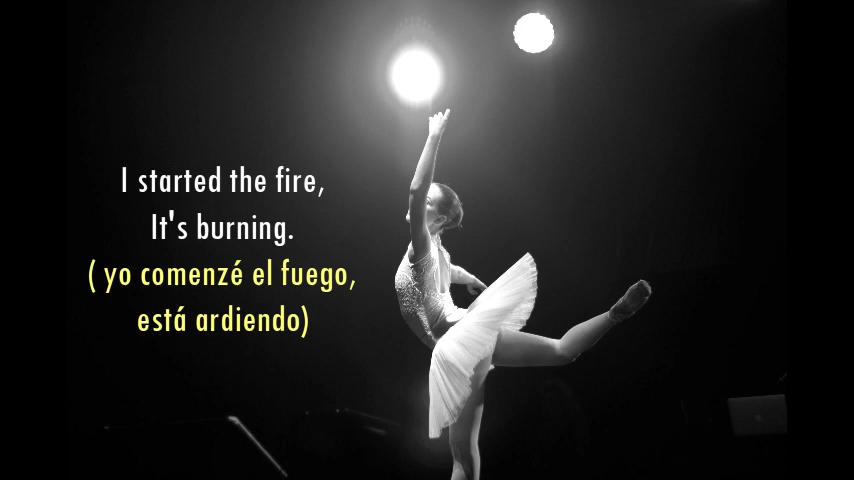 I started the fire,
It's burning.
( yo comenzé el fuego,
está ardiendo)